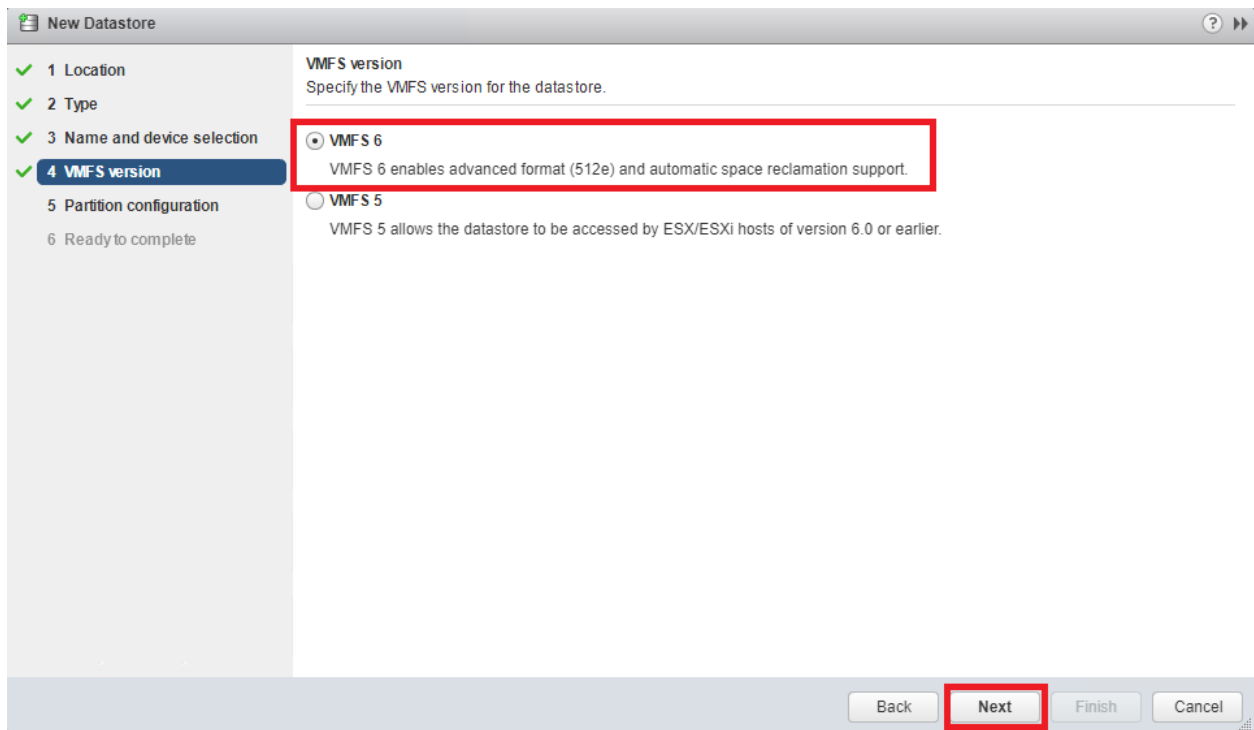 New Datastore
1 Location
2 Type
3 Name and device selection
4 VMFS version
5 Partition configuration
6 Ready to complete
VMFS version
Specify the VMFS version for the datastore.
VMFS 6
VMFS 6 enables advanced format (512e) and automatic space reclamation support.
VMFS 5
VMFS 5 allows the datastore to be accessed by ESX/ESXi hosts of version 6.0 or earlier.
Back Next Finish Cancel